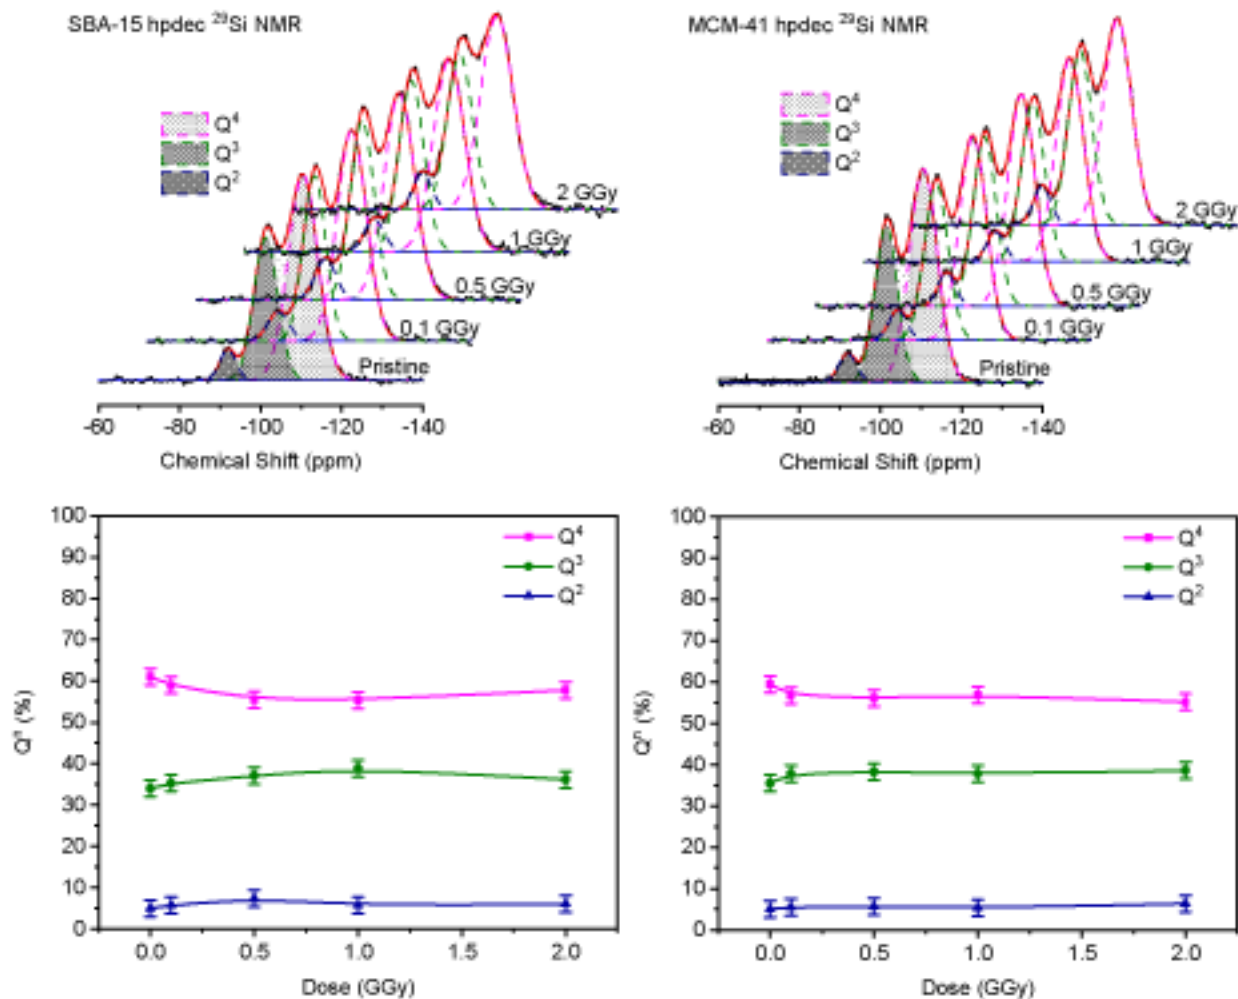 SBA-15 hpdec ²⁹Si NMR
Q⁴
Q³
Q²
2 GGy
1 GGy
0.5 GGy
0.1 GGy
Pristine
-60 -80 -100 -120 -140
Chemical Shift (ppm)
MCM-41 hpdec ²⁹Si NMR
Q⁴
Q³
Q²
2 GGy
1 GGy
0.5 GGy
0.1 GGy
Pristine
-60 -80 -100 -120 -140
Chemical Shift (ppm)
100
90
80
70
60
50
40
30
20
10
0
Qⁿ (%)
Q⁴
Q³
Q²
0.0 0.5 1.0 1.5 2.0
Dose (GGy)
100
90
80
70
60
50
40
30
20
10
0
Qⁿ (%)
Q⁴
Q³
Q²
0.0 0.5 1.0 1.5 2.0
Dose (GGy)